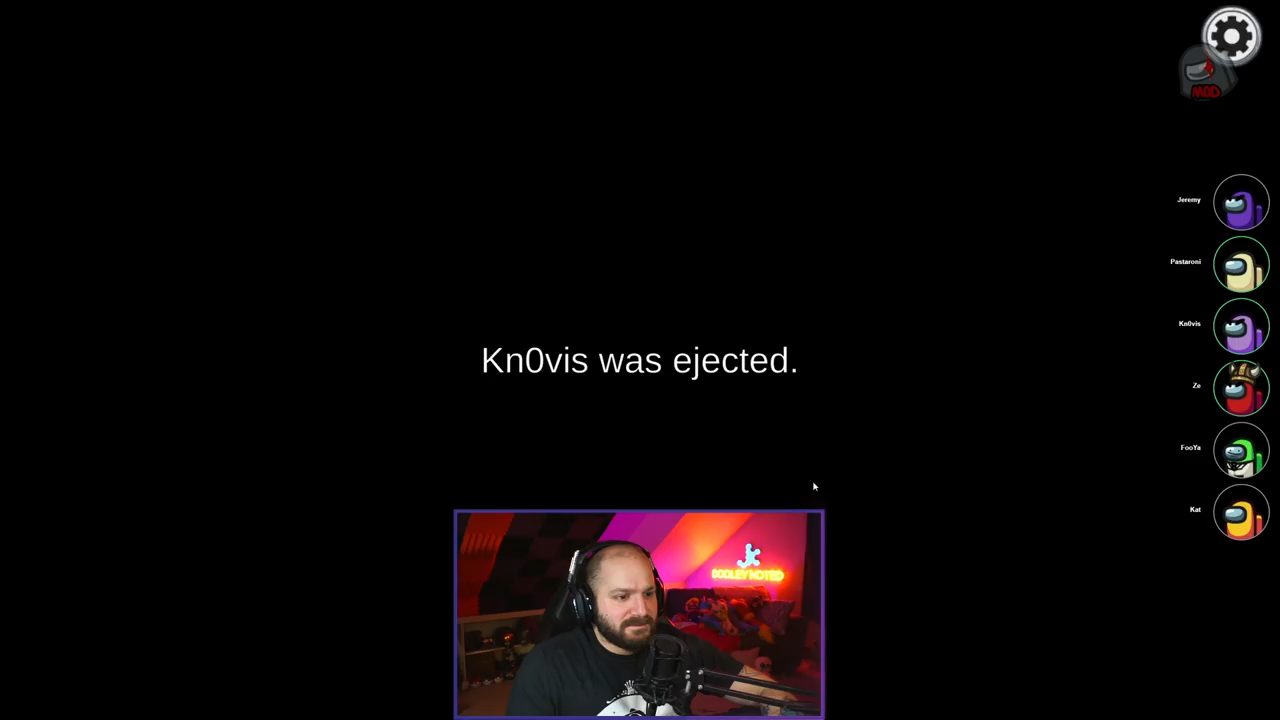 MOD
Jeremy
Pastaroni
Kn0vis
Ze
Kn0vis was ejected.
FooYa
Kat
DOOLEY NOTED